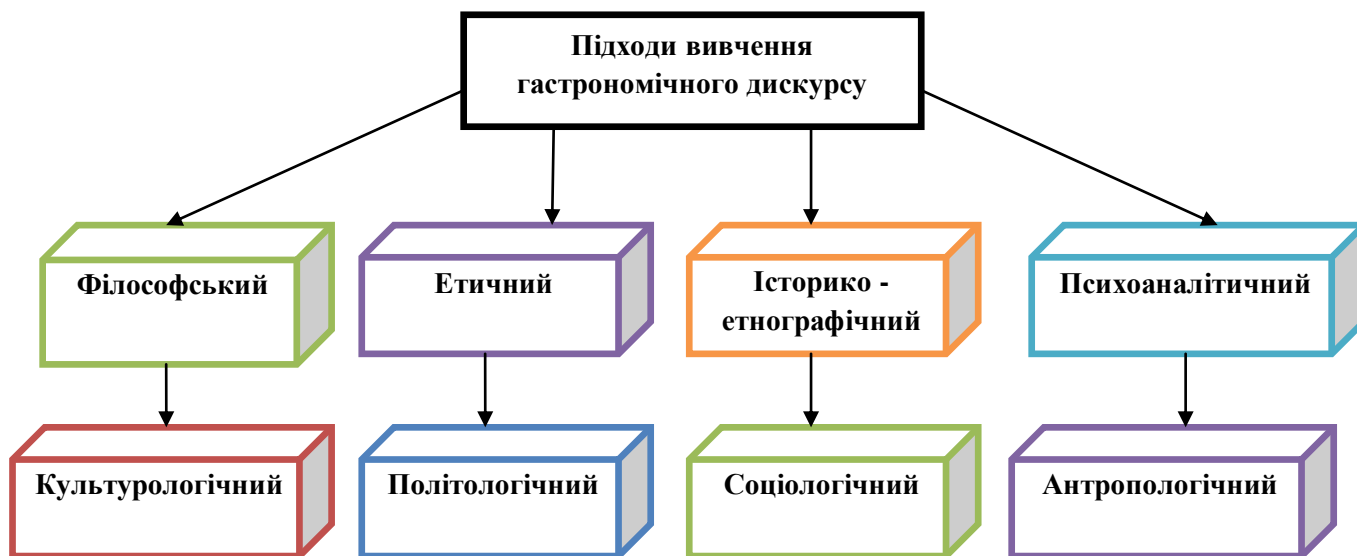 Підходи вивчення
гастрономічного дискурсу
Філософський
Етичний
Історико -
етнографічний
Психоаналітичний
Культурологічний
Політологічний
Соціологічний
Антропологічний